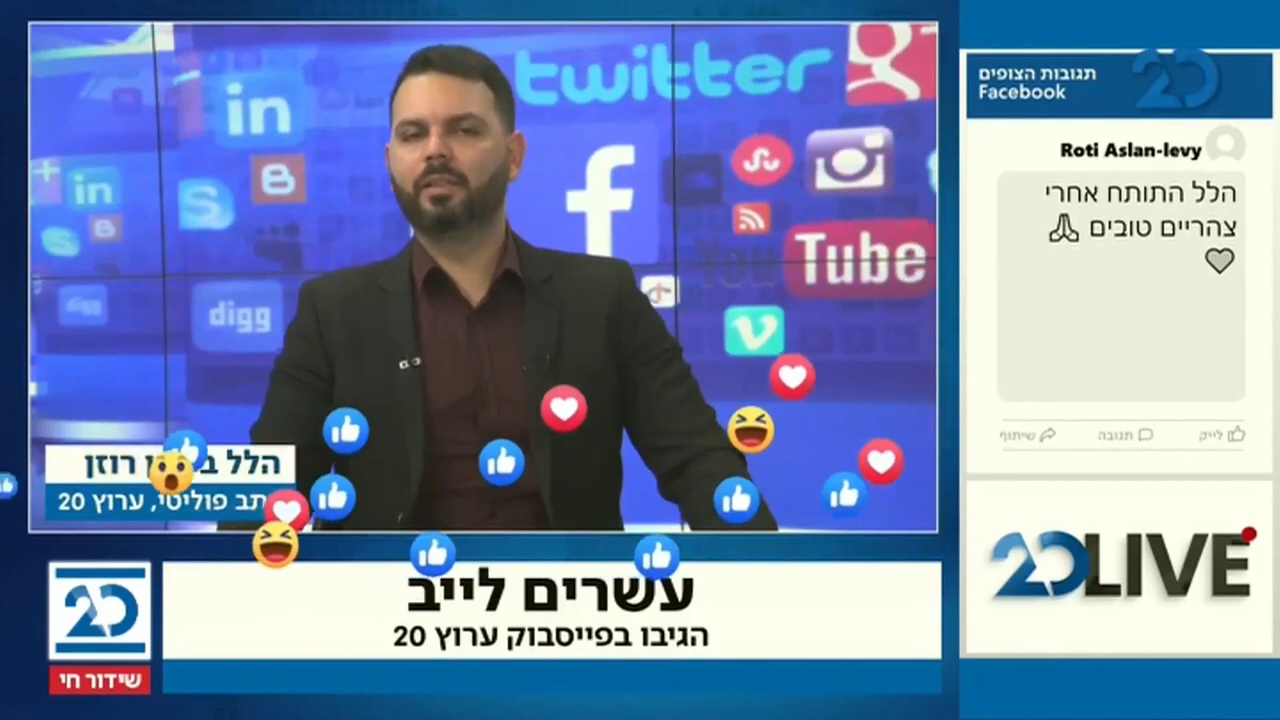 twitter
in
in
B
B
S
S
f
digg
You
Tube
v
הלל רוזן
תב פוליטי, ערוץ 20
עשרים לייב
הגיבו בפייסבוק ערוץ 20
20
שידור חי
תגובות הצופים
Facebook
20
Roti Aslan-levy
הלל התותח אחרי
צהריים טובים 🙏
לייק
תגובה
שיתוף
20LIVE